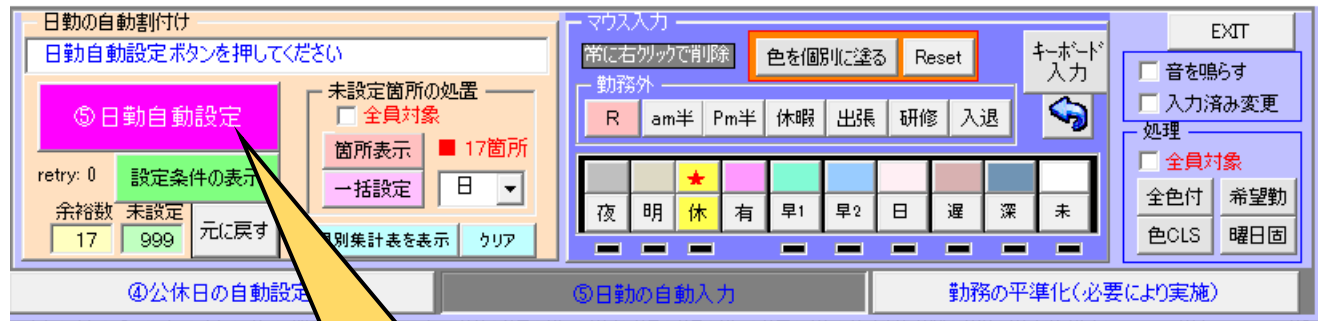 日勤の自動割付け
日勤自動設定ボタンを押してください
⑤日勤自動設定
retry: 0
設定条件の表示
余裕数
未設定
17
999
元に戻す
未設定箇所の処置
全員対象
箇所表示
■ 17箇所
一括設定
日
別集計表を表示
クリア
マウス入力
常に右クリックで削除
色を個別に塗る
Reset
キーボード
入力
勤務外
R am半 Pm半 休暇 出張 研修 入退
★
夜 明 休 有 早1 早2 日 遅 深 未
EXIT
音を鳴らす
入力済み変更
処理
全員対象
全色付 希望勤
色CLS 曜日固
④公休日の自動設定
⑤日勤の自動入力
勤務の平準化(必要により実施)